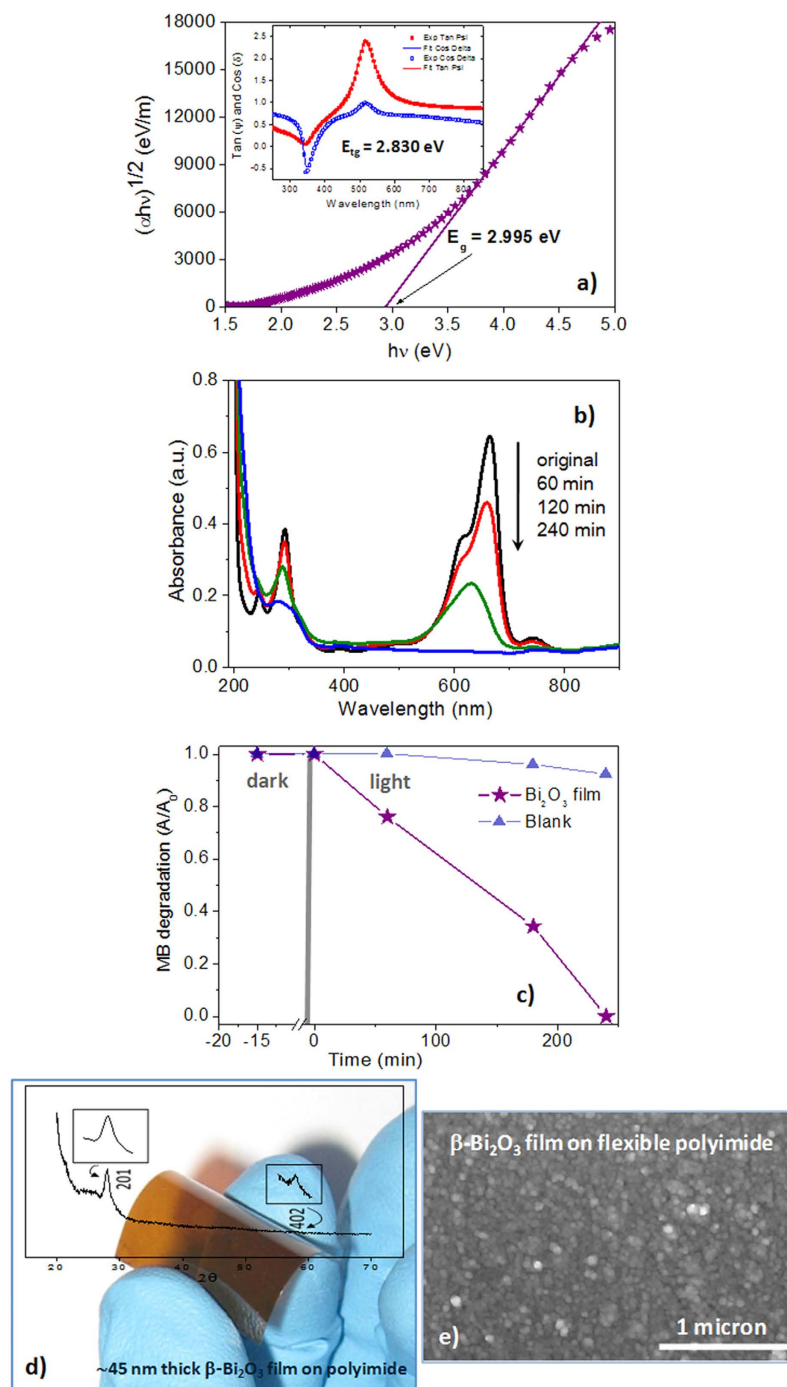 18000
15000
12000
9000
6000
3000
0
(αhν)^1/2 (eV/m)
1.5 2.0 2.5 3.0 3.5 4.0 4.5 5.0
hν (eV)
2.5
2.0
1.5
1.0
0.5
0.0
-0.5
Tan (ψ) and Cos (δ)
Exp Tan Psi
Fit Cos Delta
Exp Cos Delta
Fit Tan Psi
E_tg = 2.830 eV
300 400 500 600 700 800
Wavelength (nm)
E_g = 2.995 eV
a)
0.8
0.6
0.4
0.2
0.0
Absorbance (a.u.)
b)
original
60 min
120 min
240 min
200 400 600 800
Wavelength (nm)
1.0
0.8
0.6
0.4
0.2
0.0
MB degradation (A/A₀)
dark
light
Bi₂O₃ film
Blank
c)
-20 -15 0 100 200
Time (min)
201
402
20 30 40 50 60 70
2θ
d)
~45 nm thick β-Bi₂O₃ film on polyimide
β-Bi₂O₃ film on flexible polyimide
e)
1 micron